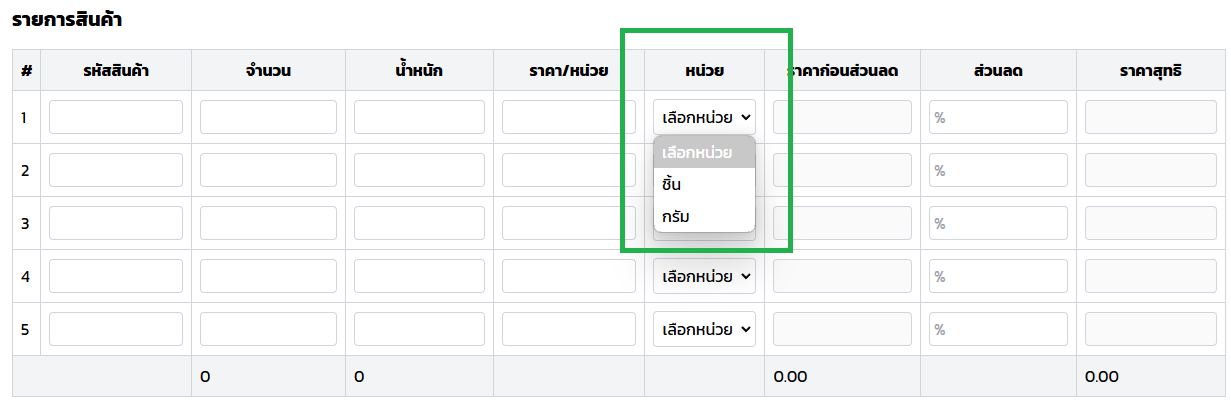 รายการสินค้า
# รหัสสินค้า จำนวน น้ำหนัก ราคา/หน่วย หน่วย ราคาก่อนส่วนลด ส่วนลด ราคาสุทธิ
1 เลือกหน่วย %
เลือกหน่วย
2 ชิ้น %
กรัม
3 %
4 เลือกหน่วย %
5 เลือกหน่วย %
0 0 0.00 0.00